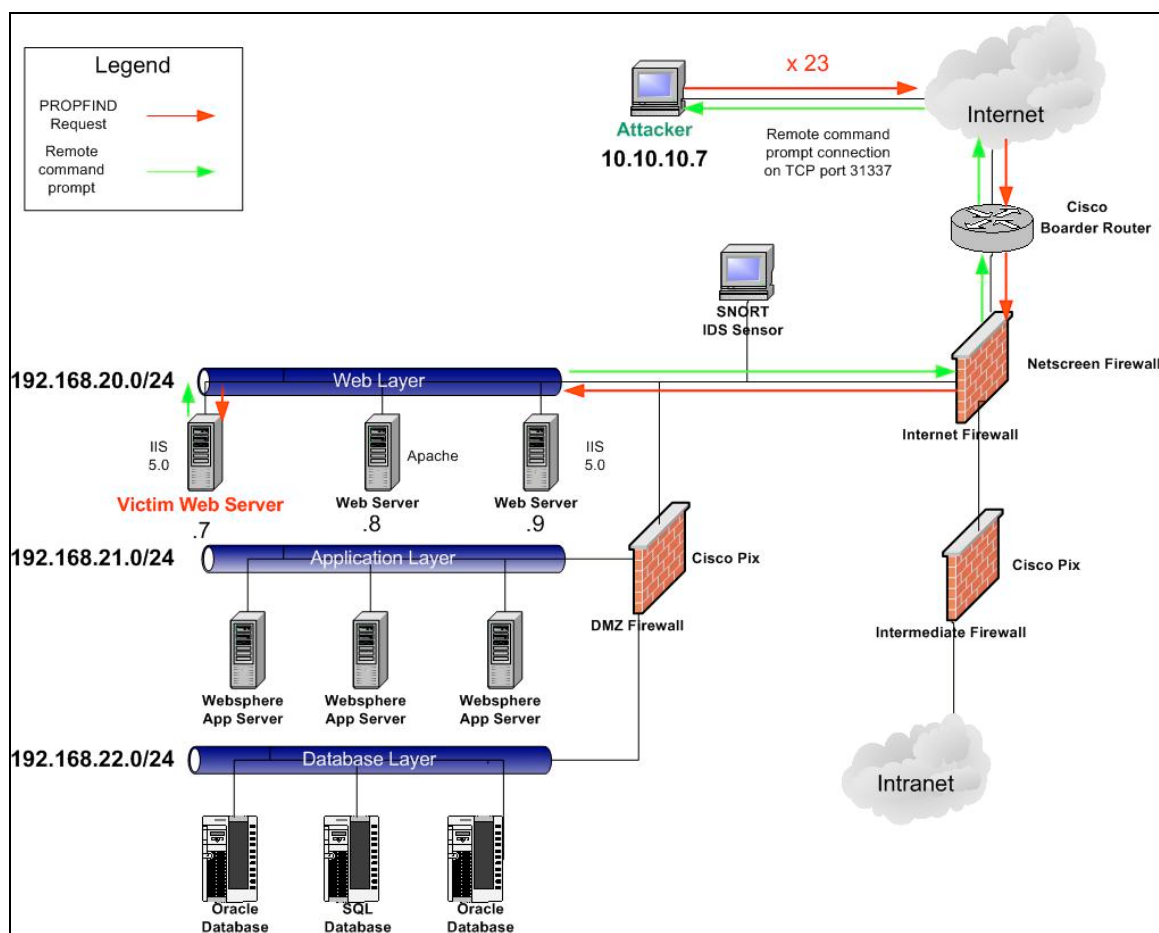 Legend
PROPFIND
Request
Remote
command
prompt
x 23
Internet
Attacker
10.10.10.7
Remote command
prompt connection
on TCP port 31337
Cisco
Boarder Router
SNORT
IDS Sensor
Netscreen Firewall
Internet Firewall
192.168.20.0/24
Web Layer
IIS
5.0
Apache
IIS
5.0
Victim Web Server
.7
Web Server
.8
Web Server
.9
192.168.21.0/24
Application Layer
Cisco Pix
DMZ Firewall
Cisco Pix
Intermediate Firewall
Websphere
App Server
Websphere
App Server
Websphere
App Server
192.168.22.0/24
Database Layer
Intranet
Oracle
Database
SQL
Database
Oracle
Database